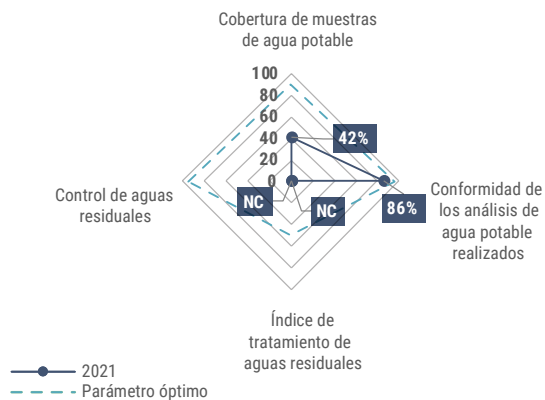 Cobertura de muestras
de agua potable
100
80
60
40
20
0
42%
86%
NC
NC
Control de aguas
residuales
Conformidad de
los análisis de
agua potable
realizados
Índice de
tratamiento de
aguas residuales
2021
Parámetro óptimo